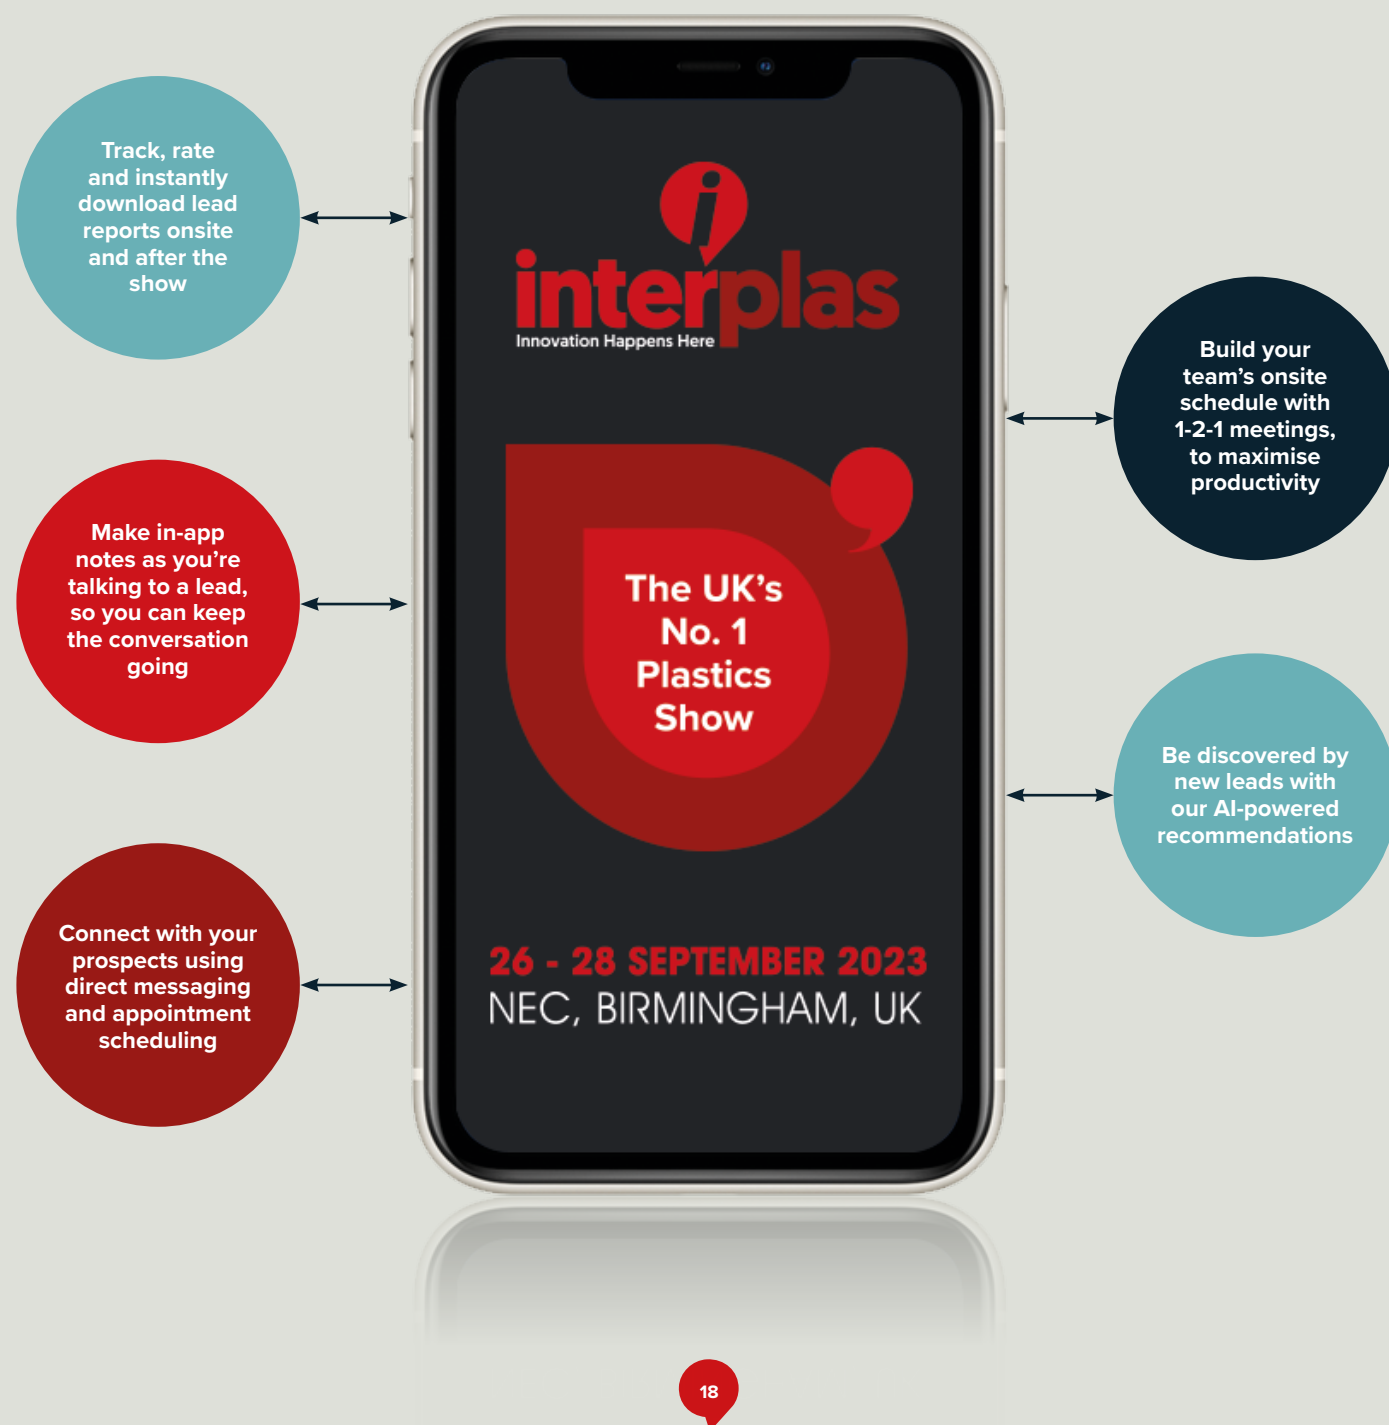 Track, rate
and instantly
download lead
reports onsite
and after the
show
Make in-app
notes as you’re
talking to a lead,
so you can keep
the conversation
going
Connect with your
prospects using
direct messaging
and appointment
scheduling
i
interplas
Innovation Happens Here
The UK’s
No. 1
Plastics
Show
26 - 28 SEPTEMBER 2023
NEC, BIRMINGHAM, UK
Build your
team’s onsite
schedule with
1-2-1 meetings,
to maximise
productivity
Be discovered by
new leads with
our AI-powered
recommendations
18